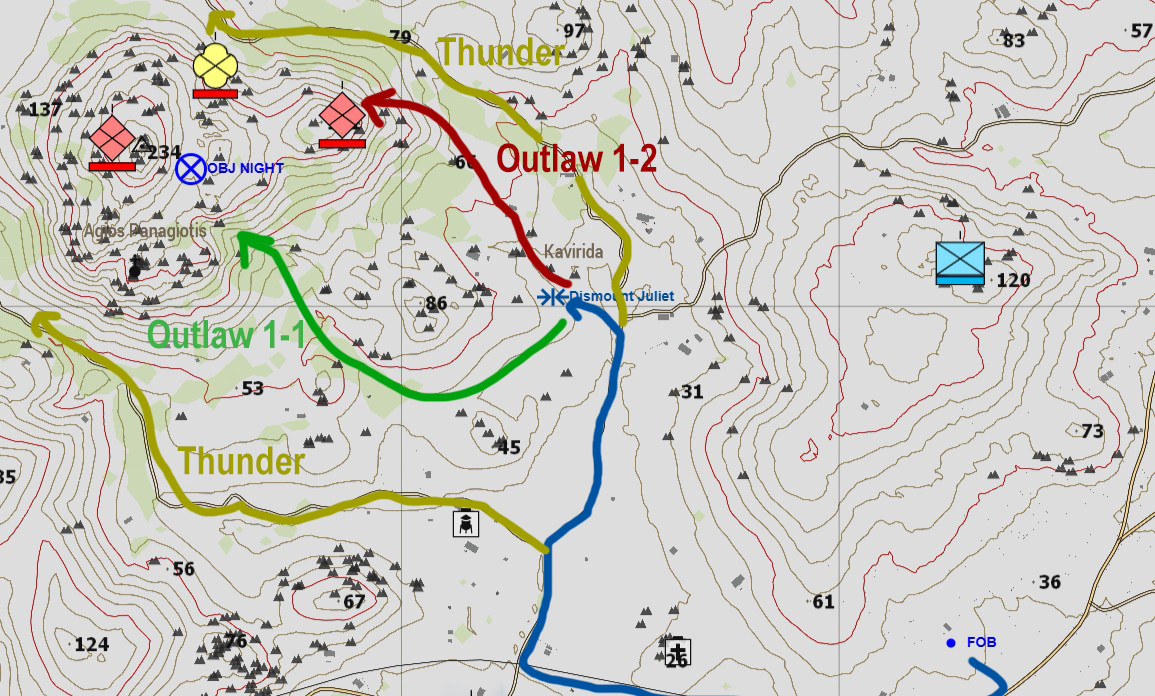 97
79
83
57
Thunder
137
234
66
Outlaw 1-2
OBJ NIGHT
Agios Panagiotis
Kavirida
120
Dismount Juliet
86
Outlaw 1-1
53
31
73
45
Thunder
56
36
67
61
124
76
26
FOB